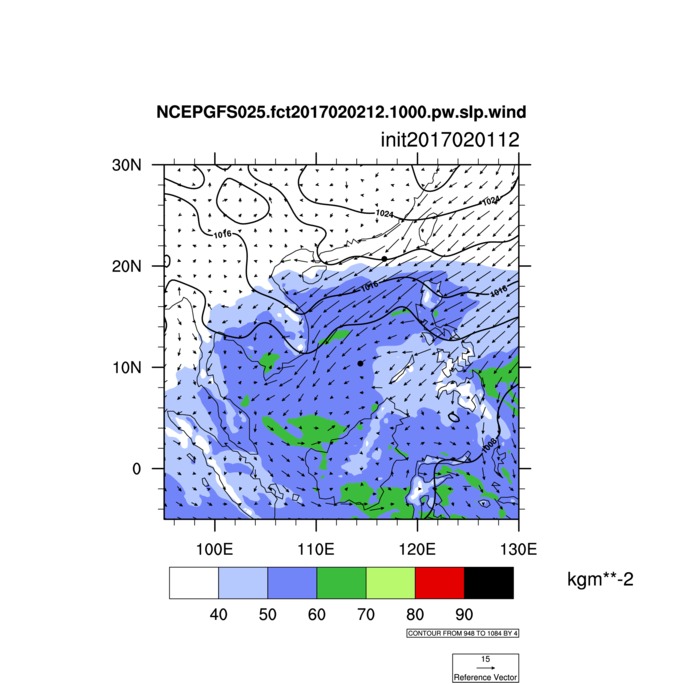 NCEPGFS025.fct2017020212.1000.pw.slp.wind
init2017020112
30N
20N
10N
0
1024
1024
1016
1016
1016
1008
100E 110E 120E 130E
40 50 60 70 80 90
kgm**-2
CONTOUR FROM 948 TO 1084 BY 4
15
Reference Vector